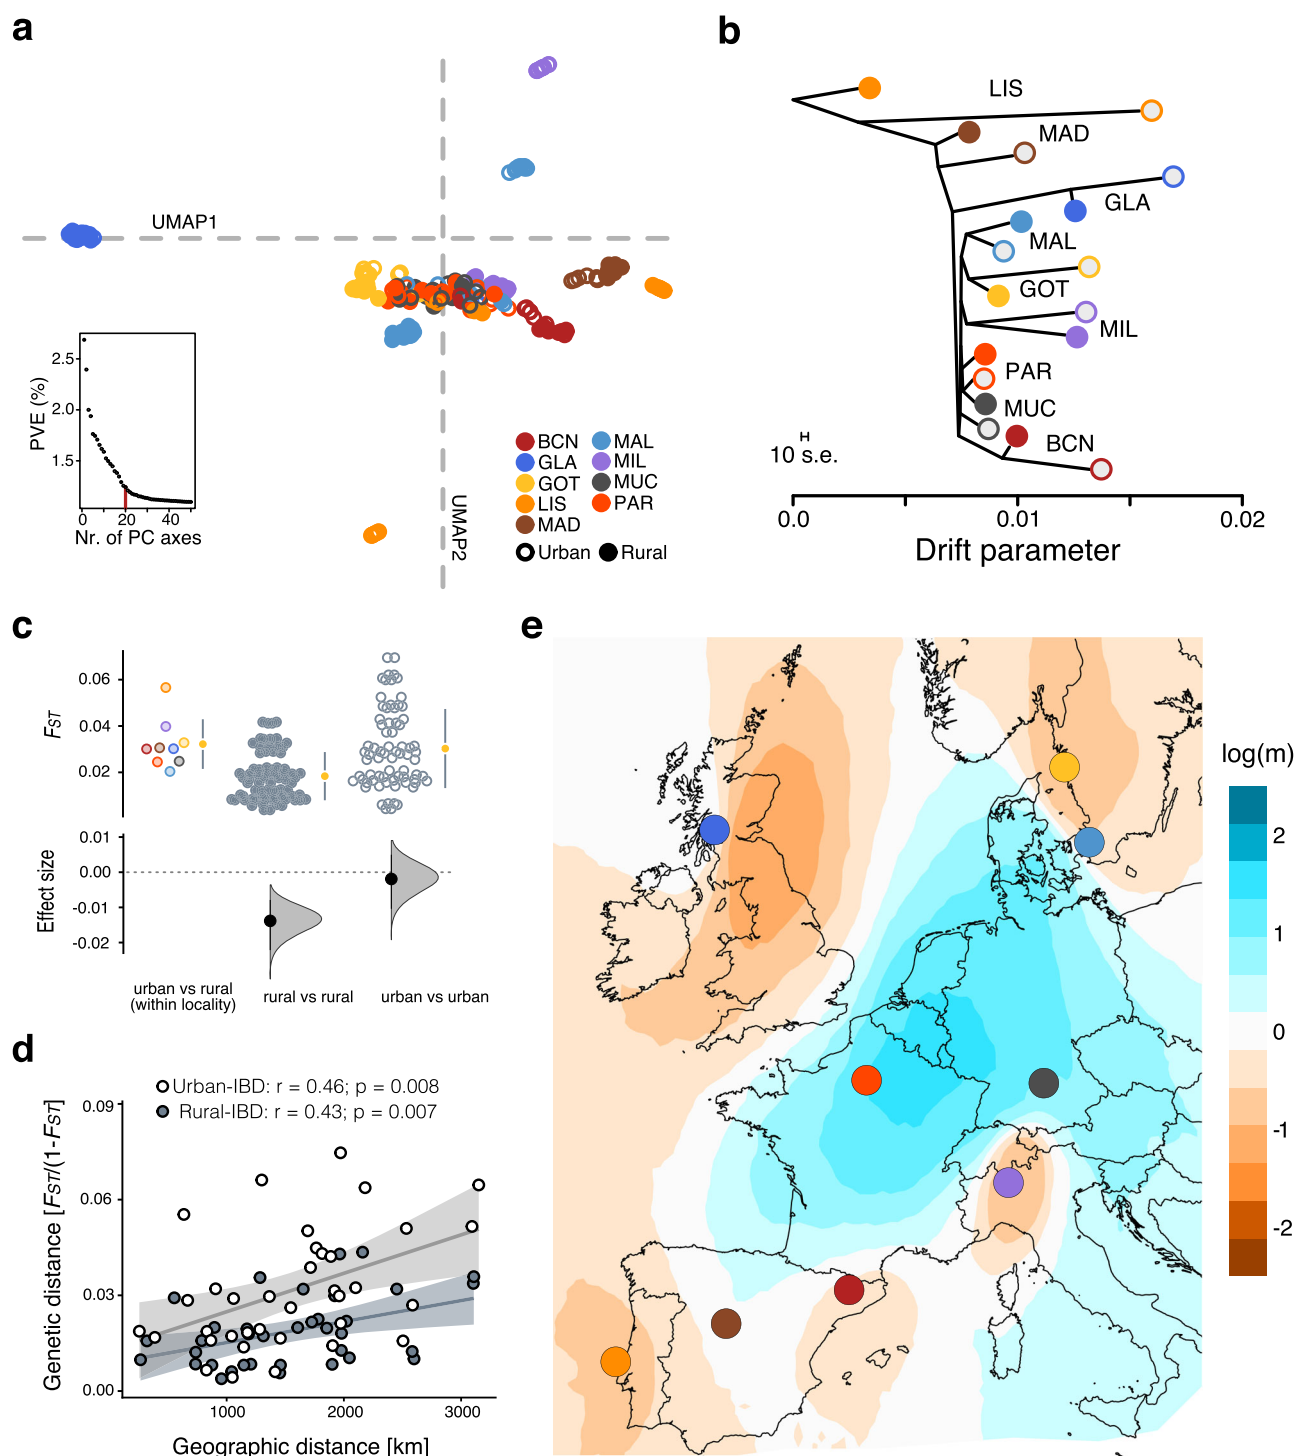 a
UMAP1
UMAP2
PVE (%)
2.5
2.0
1.5
0
20
40
Nr. of PC axes
BCN
GLA
GOT
LIS
MAD
MAL
MIL
MUC
PAR
Urban
Rural
b
LIS
MAD
GLA
MAL
GOT
MIL
PAR
MUC
BCN
10 s.e.
0.0
0.01
0.02
Drift parameter
c
FST
0.06
0.04
0.02
Effect size
0.01
0.00
-0.01
-0.02
urban vs rural
(within locality)
rural vs rural
urban vs urban
d
Urban-IBD: r = 0.46; p = 0.008
Rural-IBD: r = 0.43; p = 0.007
Genetic distance [FST/(1-FST]
0.09
0.06
0.03
0.00
1000
2000
3000
Geographic distance [km]
e
log(m)
2
1
0
-1
-2